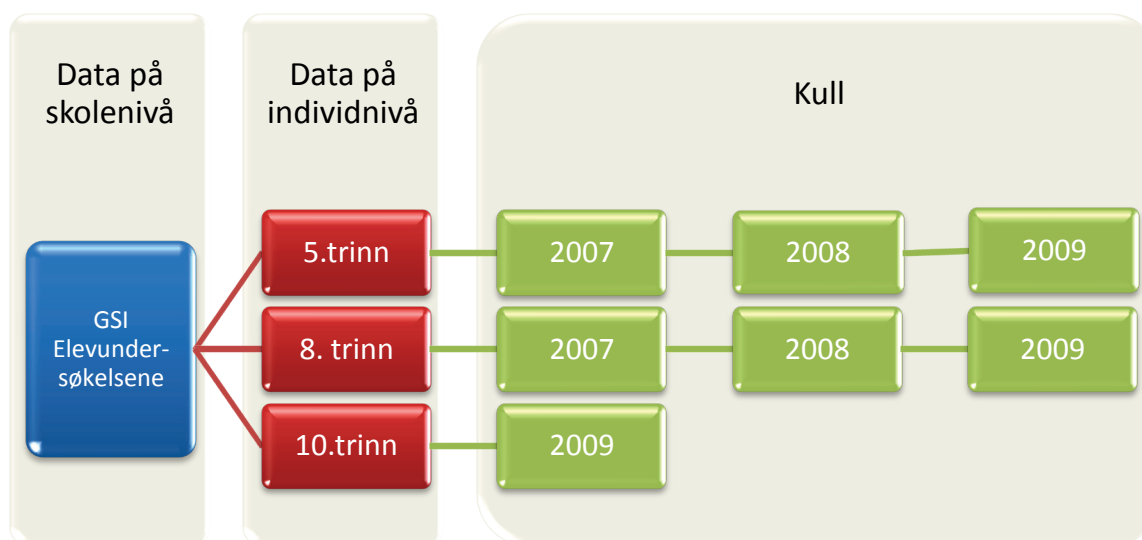 Data på
skolenivå
Data på
individnivå
Kull
GSI
Elevunder-
søkelsene
5.trinn
2007
2008
2009
8. trinn
2007
2008
2009
10.trinn
2009